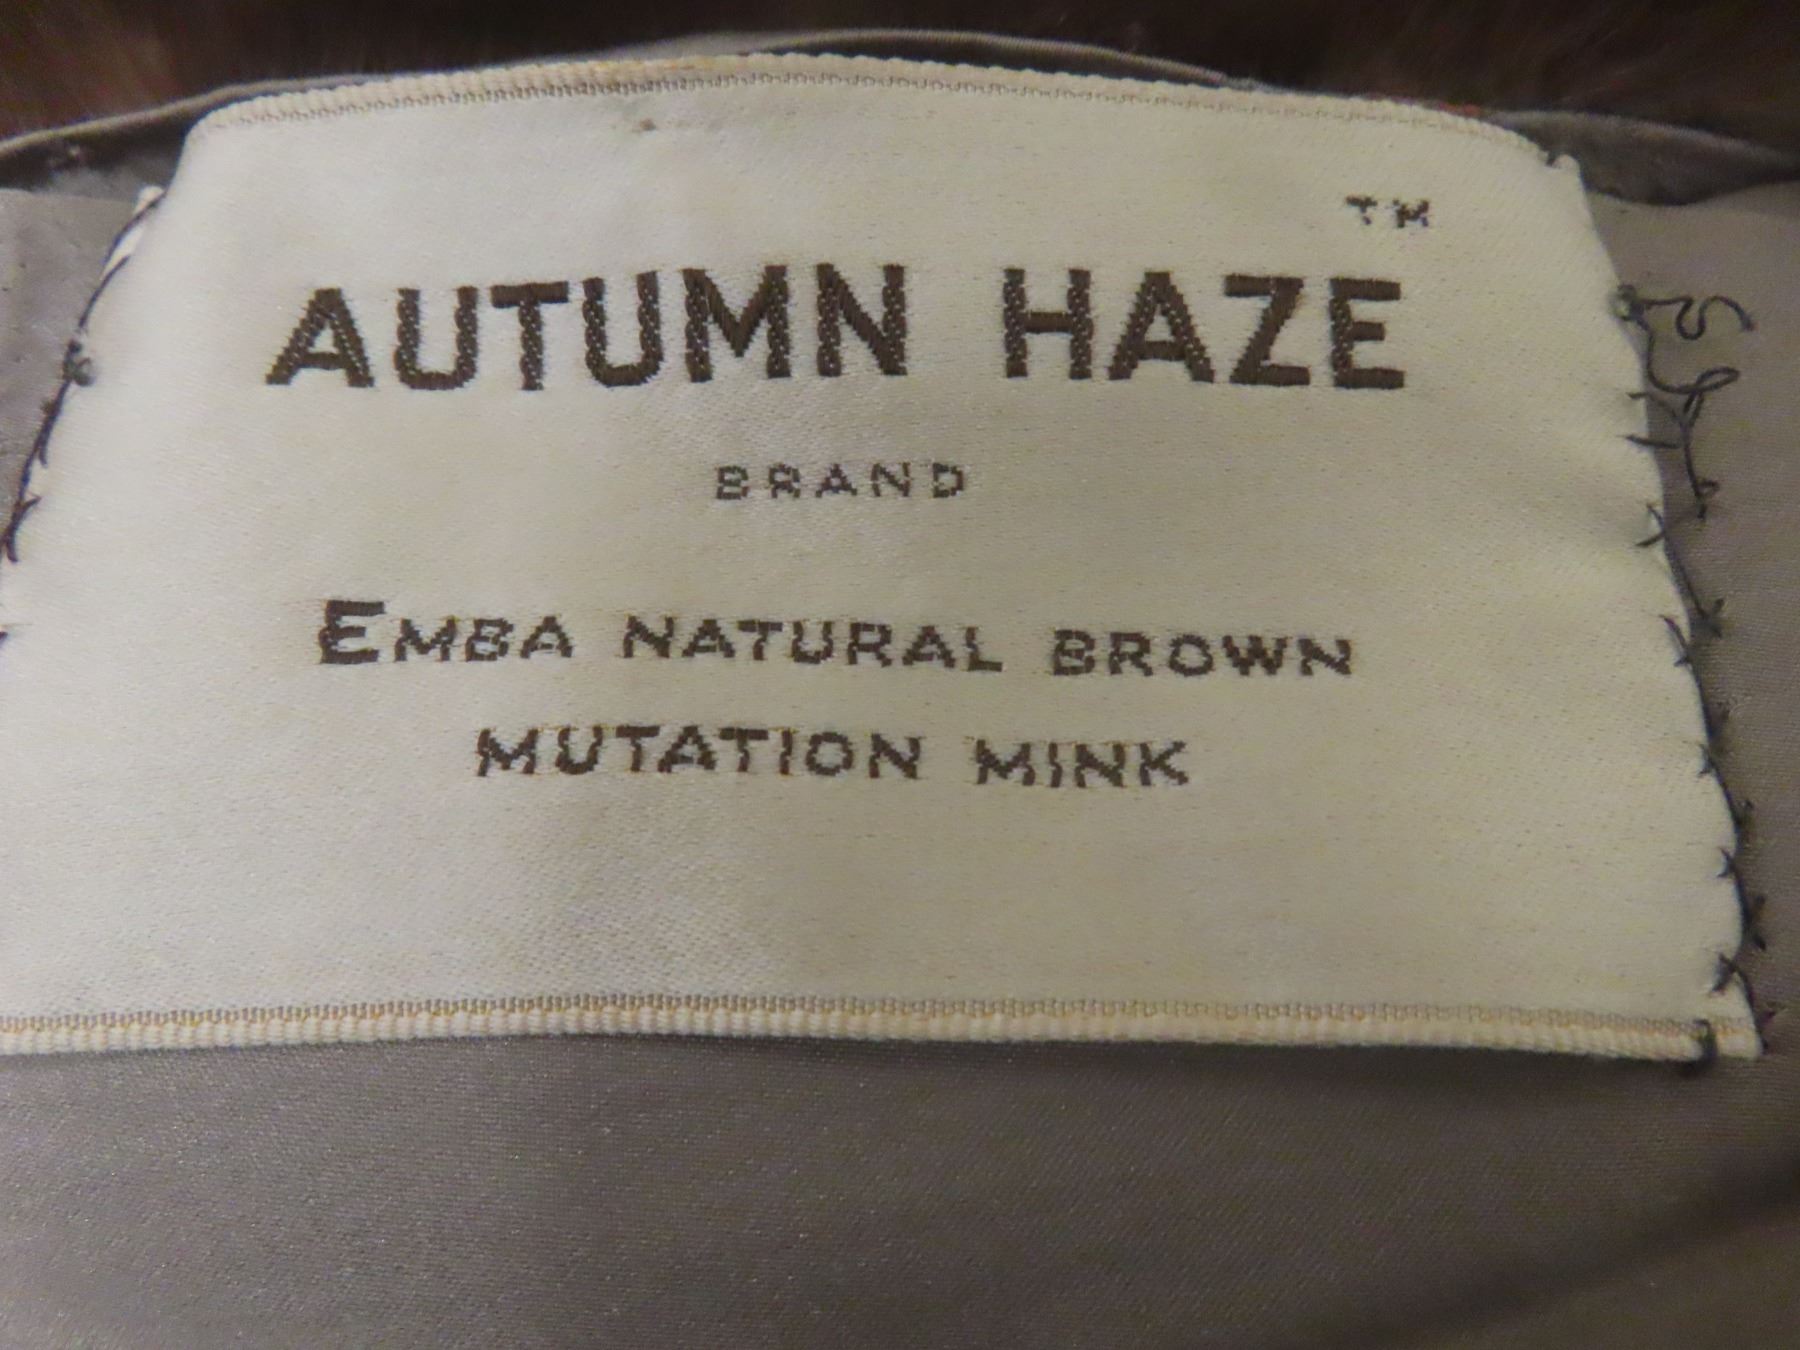 TM
AUTUMN HAZE
BRAND
EMBA NATURAL BROWN
MUTATION MINK